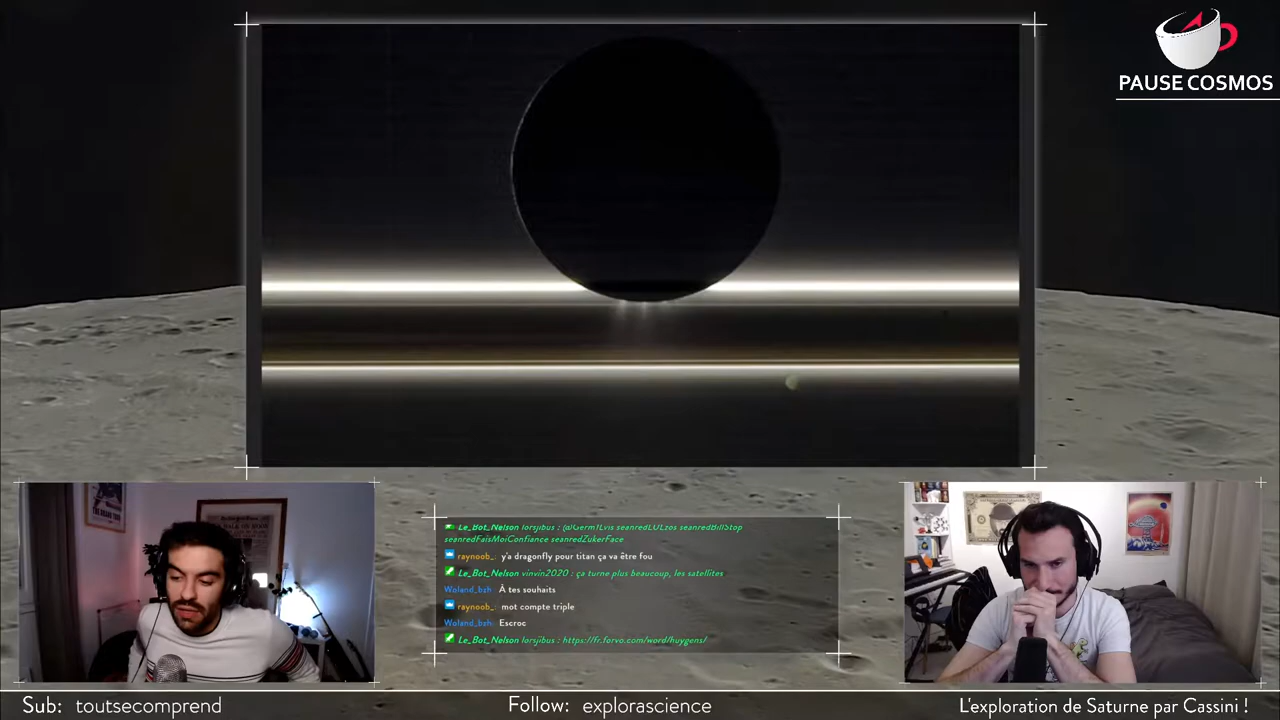 PAUSE COSMOS
Le_Bot_Nelson lorsjibus : @Germ1Lvis seanredLULzos seanredBillStop
seanredFaisMoiConfiance seanredZukerFace
raynoob_: y'a dragonfly pour titan ça va être fou
Le_Bot_Nelson vinvin2020 : ça turne plus beaucoup, les satellites
Woland_bzh: À tes souhaits
raynoob_: mot compte triple
Woland_bzh: Escroc
Le_Bot_Nelson lorsjibus : https://fr.forvo.com/word/huygens/
Sub: toutsecomprend
Follow: explorascience
L'exploration de Saturne par Cassini !